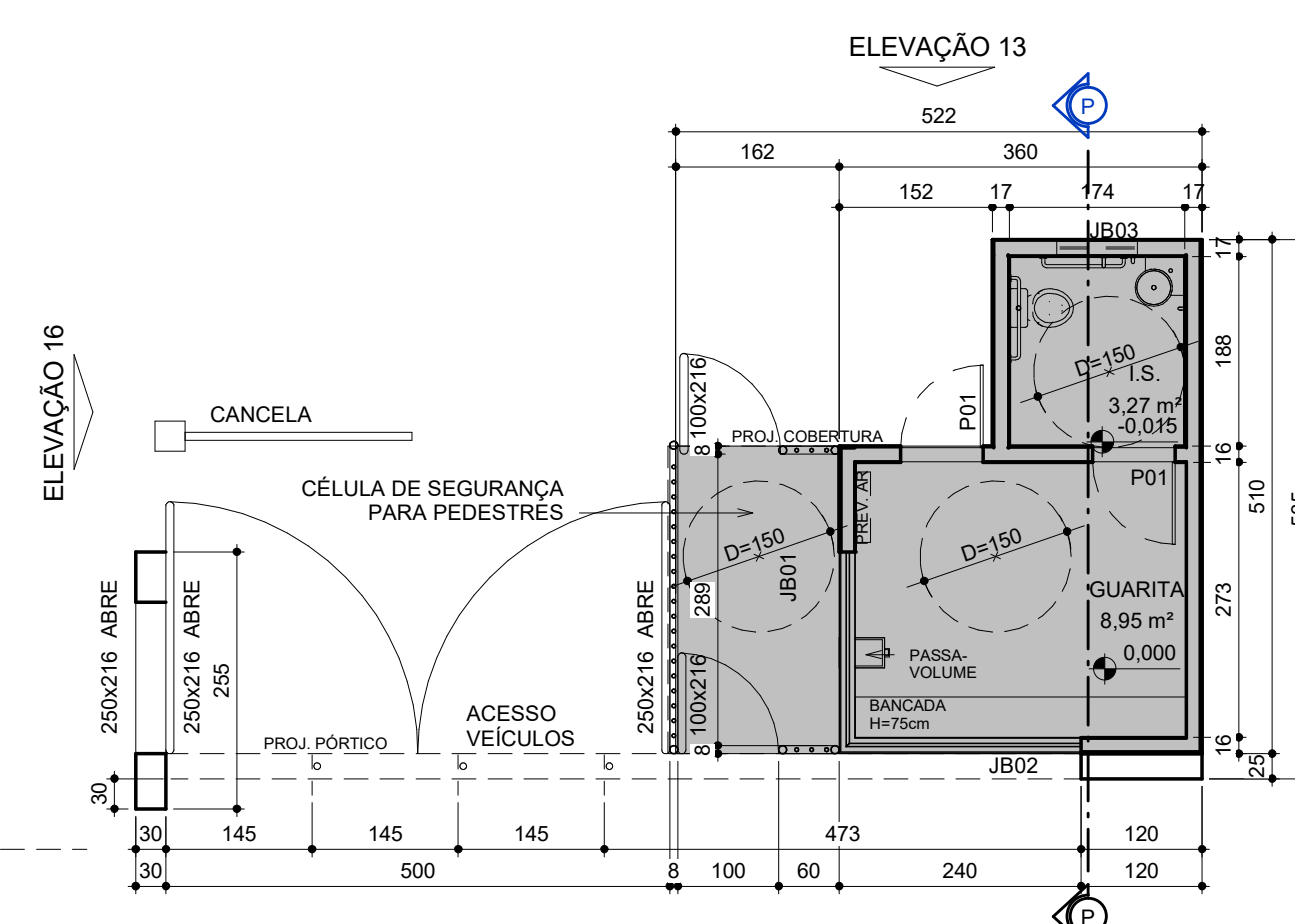 ELEVAÇÃO 13
P
522
162
360
152
17
174
17
JB03
17
ELEVAÇÃO 16
188
100x216
D=150
I.S.
3,27 m²
-0,015
CANCELA
P01
8
PROJ. COBERTURA
16
P01
CÉLULA DE SEGURANÇA
PARA PEDESTRES
PREV. AR
510
D=150
D=150
JB01
289
273
250x216 ABRE
250x216 ABRE
255
250x216 ABRE
GUARITA
8,95 m²
0,000
PASSA-
VOLUME
100x216
BANCADA
H=75cm
ACESSO
VEÍCULOS
PROJ. PÓRTICO
8
16
JB02
25
30
30
145
145
145
473
120
30
500
8
100
60
240
120
P